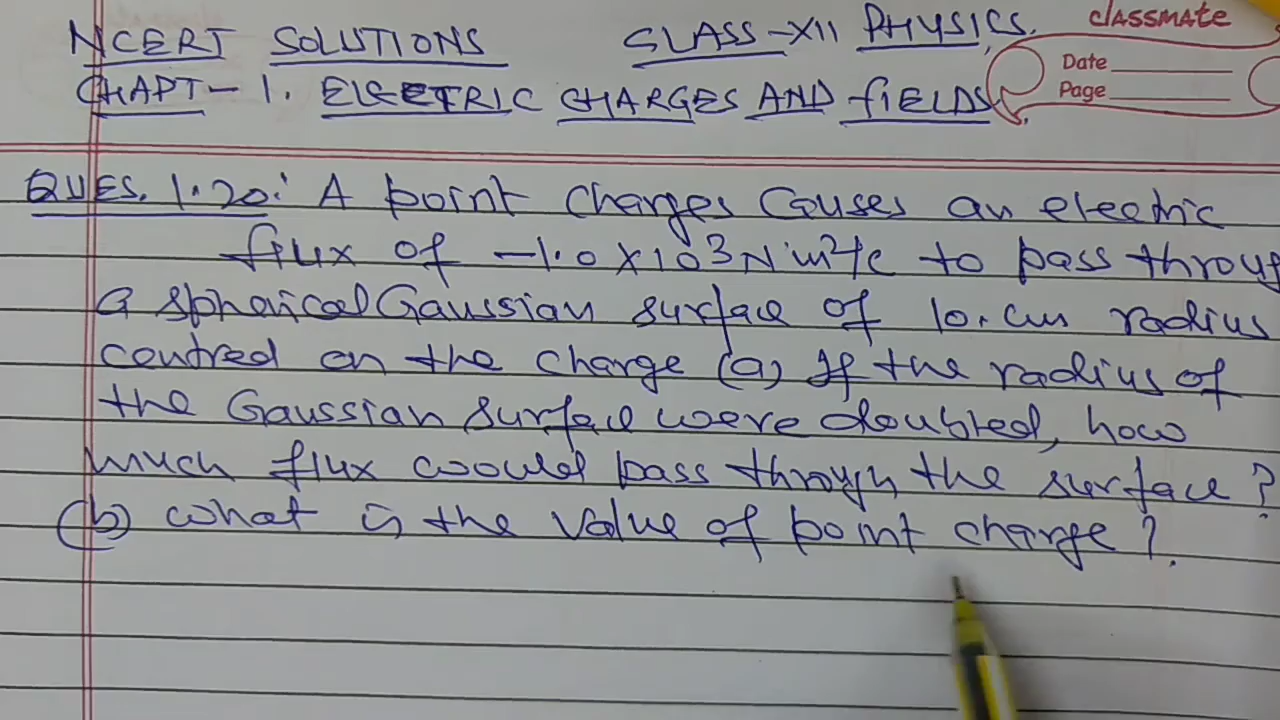 NCERT SOLUTIONS CLASS-XII PHYSICS.
CHAPT-1. ELECTRIC CHARGES AND fiELDS.
classmate
Date
Page
QUES. 1.20: A point Charges Causes an electric
flux of -1.0 X 10³ N m²/c to pass throug
a spherical Gaussian surface of 10.cm radius
centred on the charge (a) If the radius of
the Gaussian surface were doubled, how
much flux would pass through the surface?
(b) what is the value of point charge?